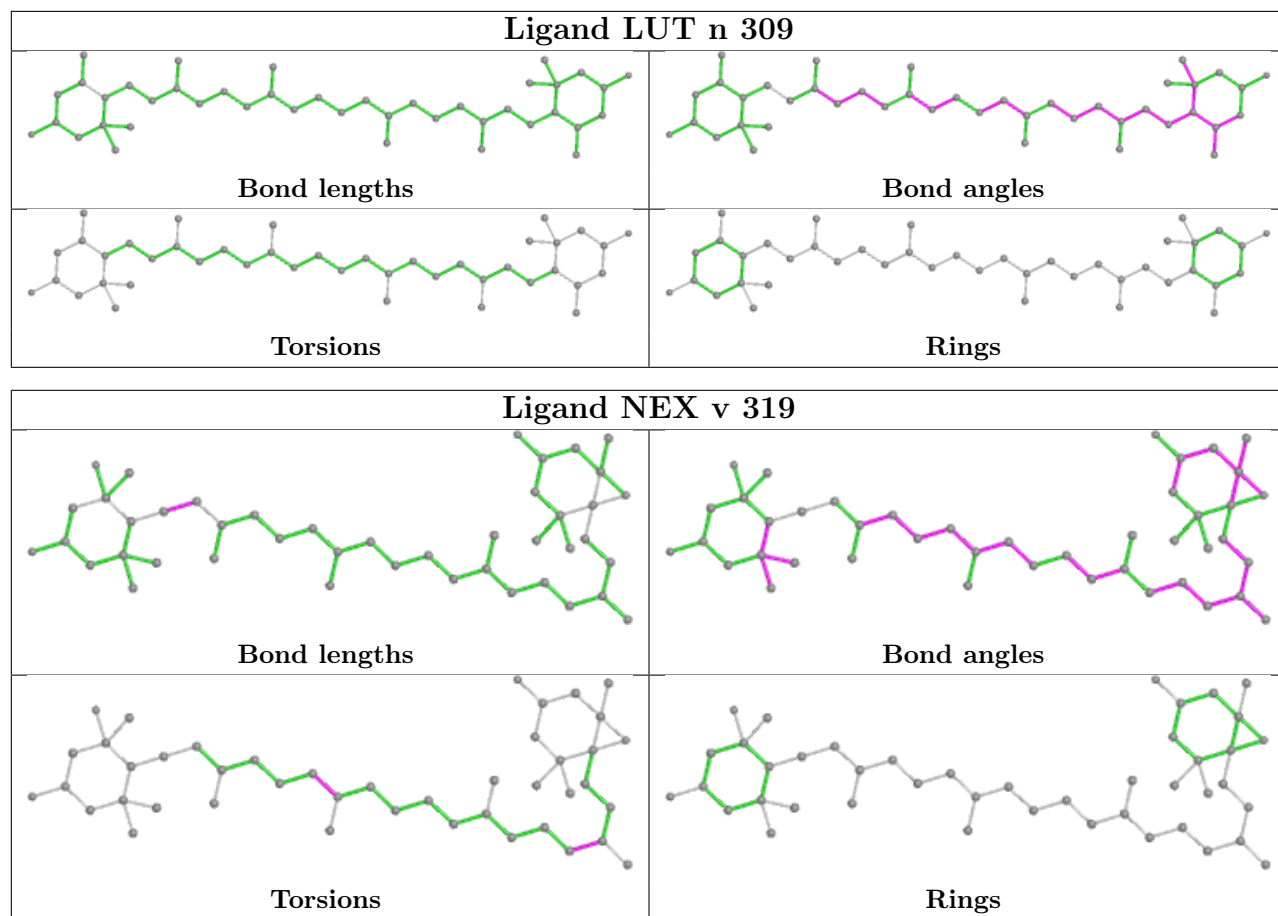 Ligand LUT n 309
Bond lengths
Bond angles
Torsions
Rings
Ligand NEX v 319
Bond lengths
Bond angles
Torsions
Rings